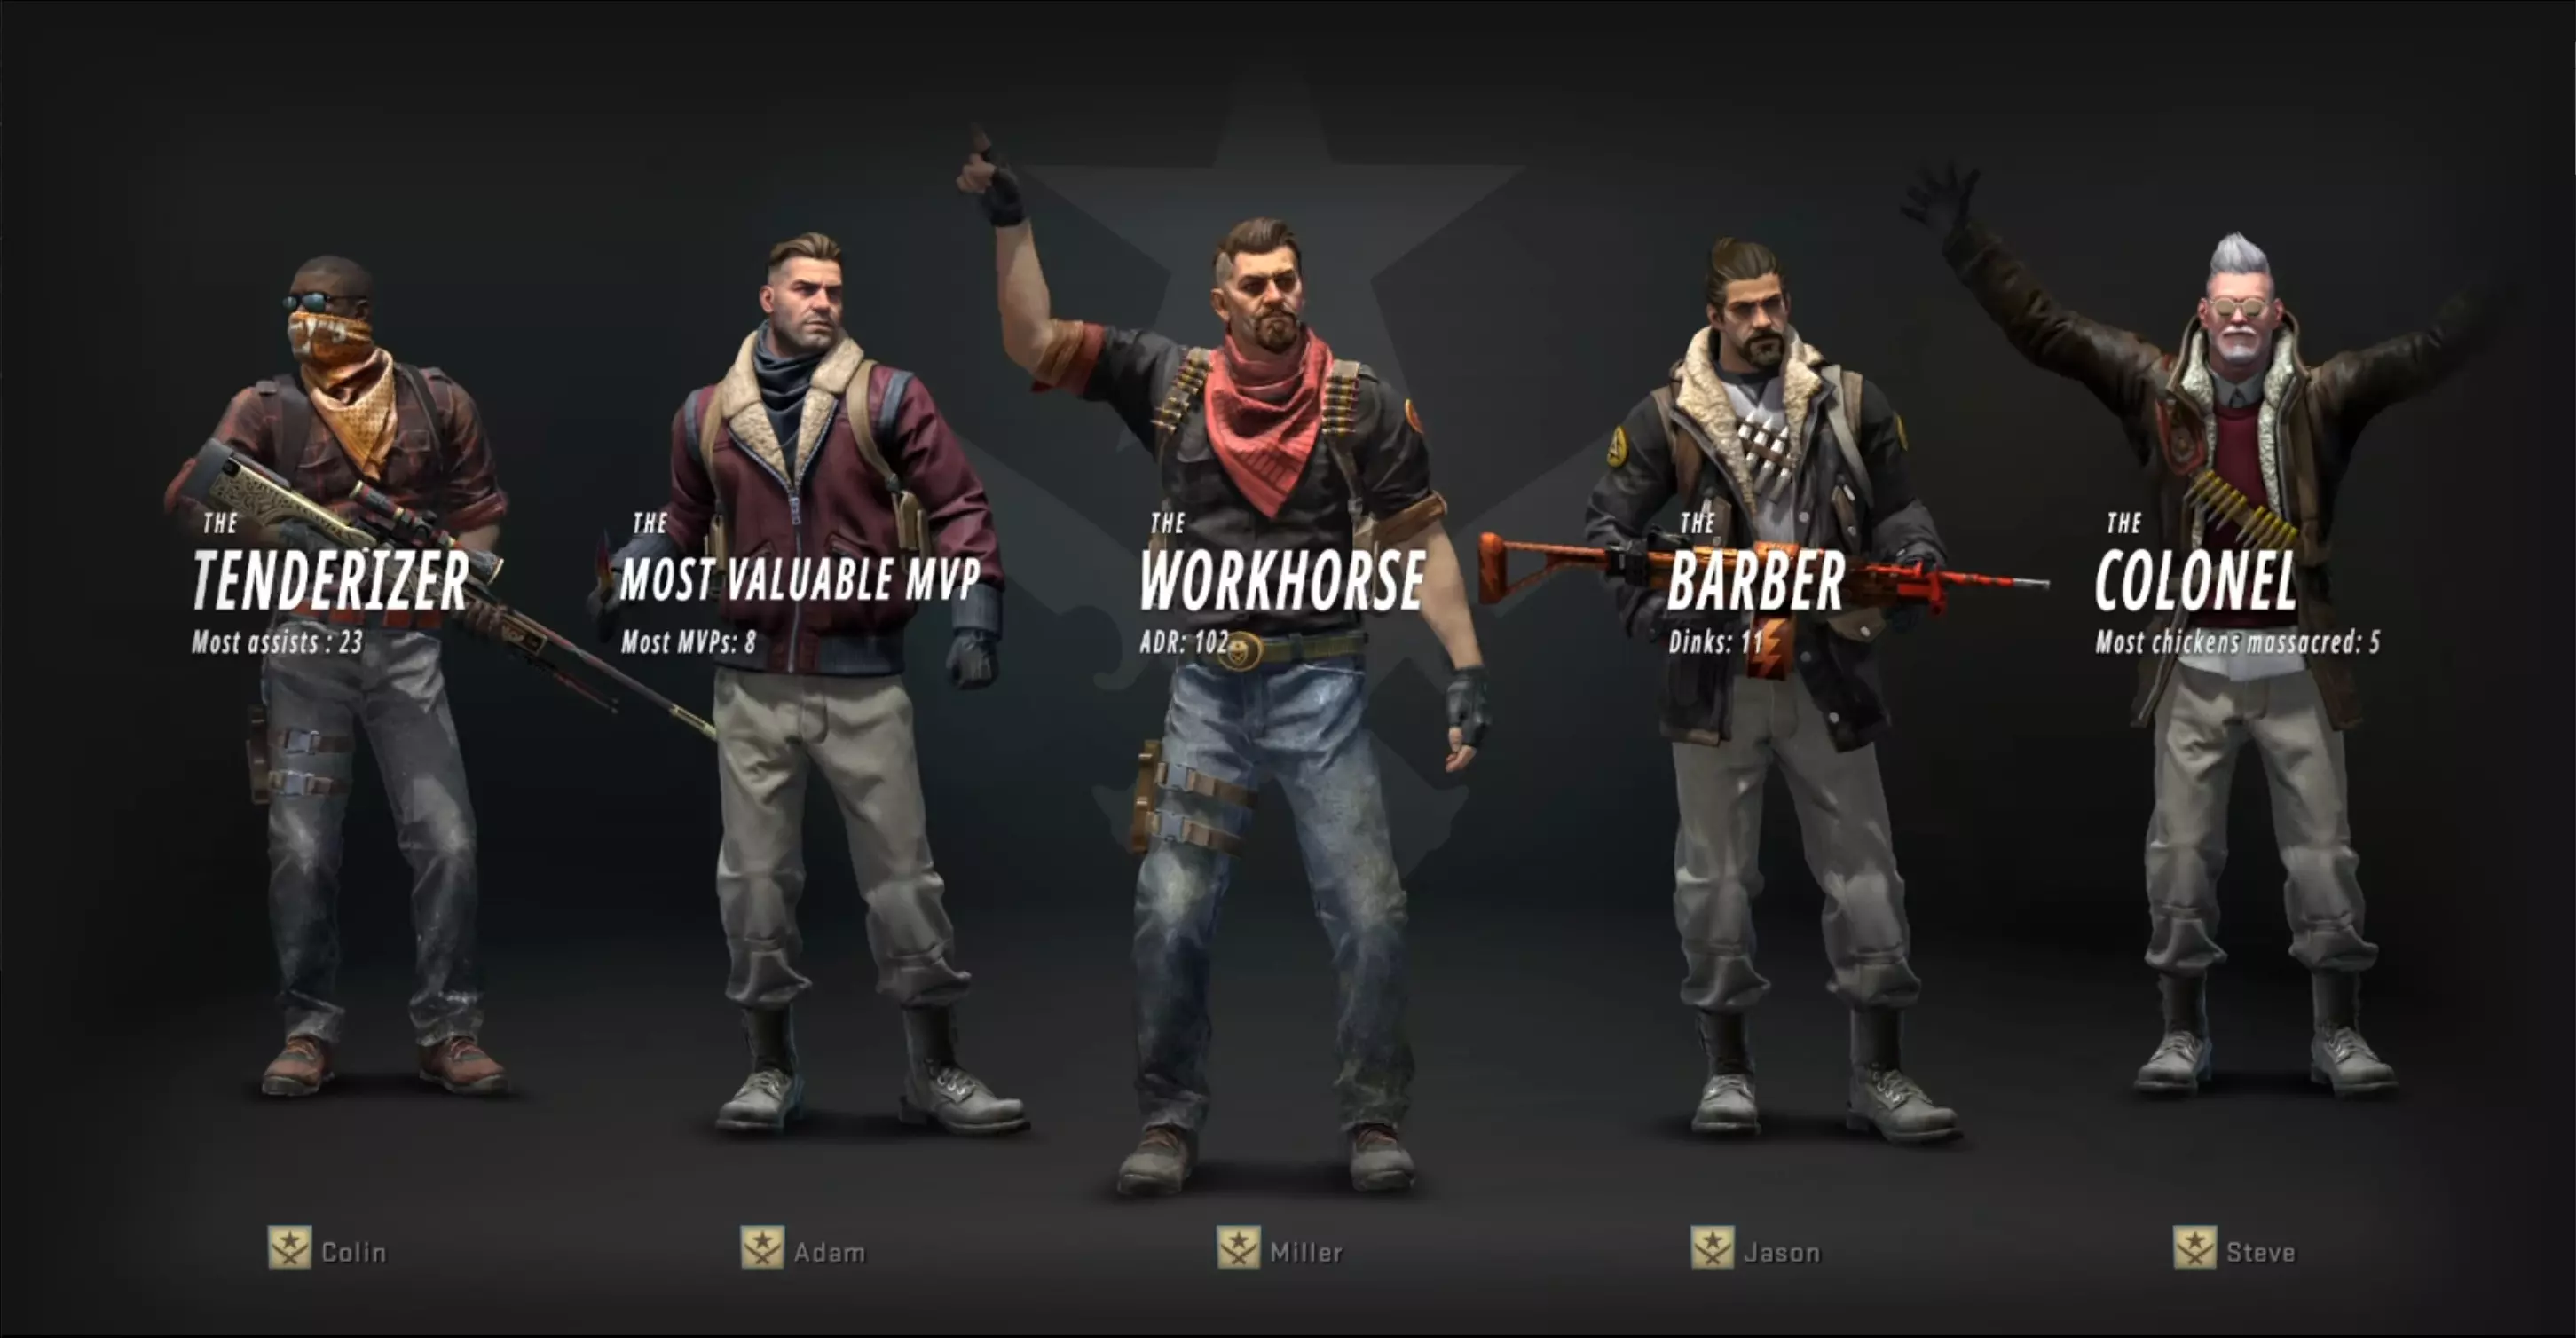 THE
TENDERIZER
Most assists : 23
THE
MOST VALUABLE MVP
Most MVPs: 8
THE
WORKHORSE
ADR: 102
THE
BARBER
Dinks: 11
THE
COLONEL
Most chickens massacred: 5
Colin
Adam
Miller
Jason
Steve